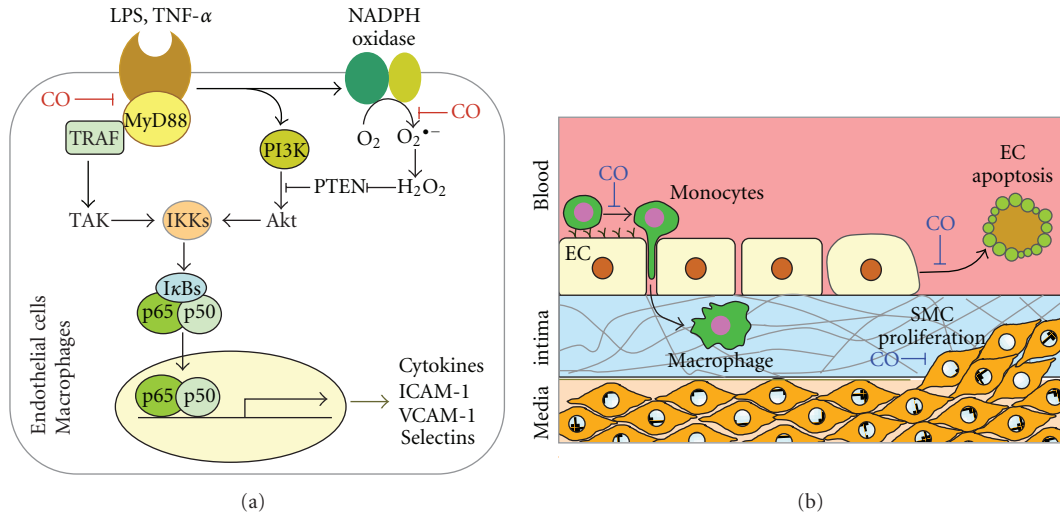 LPS, TNF-α
NADPH
oxidase
CO
MyD88
TRAF
CO
O₂
O₂•−
PI3K
PTEN
H₂O₂
TAK
IKKs
Akt
IκBs
p65
p50
p65
p50
Cytokines
ICAM-1
VCAM-1
Selectins
Endothelial cells
Macrophages
(a)
Blood
CO
Monocytes
EC
apoptosis
CO
EC
intima
Macrophage
SMC
proliferation
CO
Media
(b)